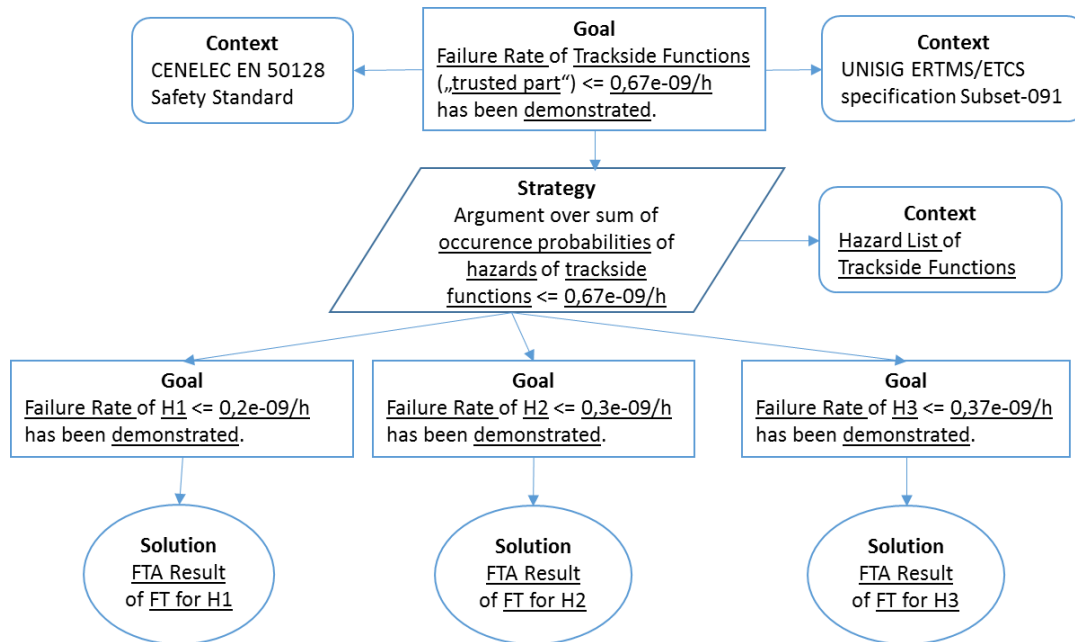 Context
CENELEC EN 50128
Safety Standard
Goal
Failure Rate of Trackside Functions
(„trusted part“) <= 0,67e-09/h
has been demonstrated.
Context
UNISIG ERTMS/ETCS
specification Subset-091
Strategy
Argument over sum of
occurence probabilities of
hazards of trackside
functions <= 0,67e-09/h
Context
Hazard List of
Trackside Functions
Goal
Failure Rate of H1 <= 0,2e-09/h
has been demonstrated.
Goal
Failure Rate of H2 <= 0,3e-09/h
has been demonstrated.
Goal
Failure Rate of H3 <= 0,37e-09/h
has been demonstrated.
Solution
FTA Result
of FT for H1
Solution
FTA Result
of FT for H2
Solution
FTA Result
of FT for H3